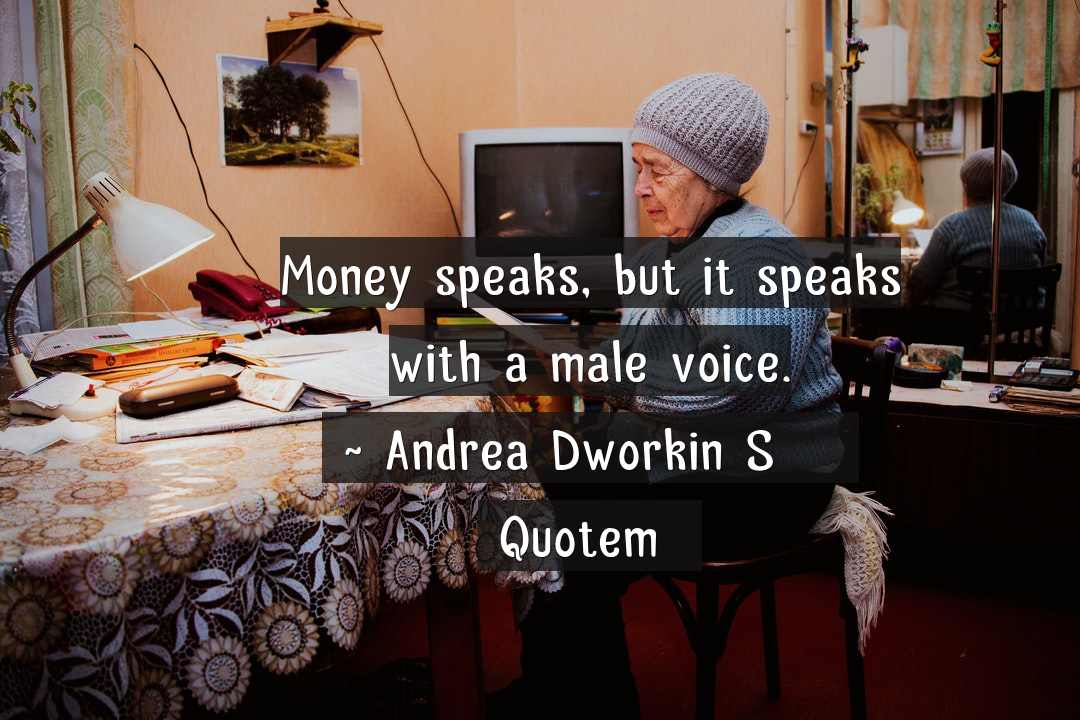 Money speaks, but it speaks
with a male voice.
~ Andrea Dworkin S
Quotem